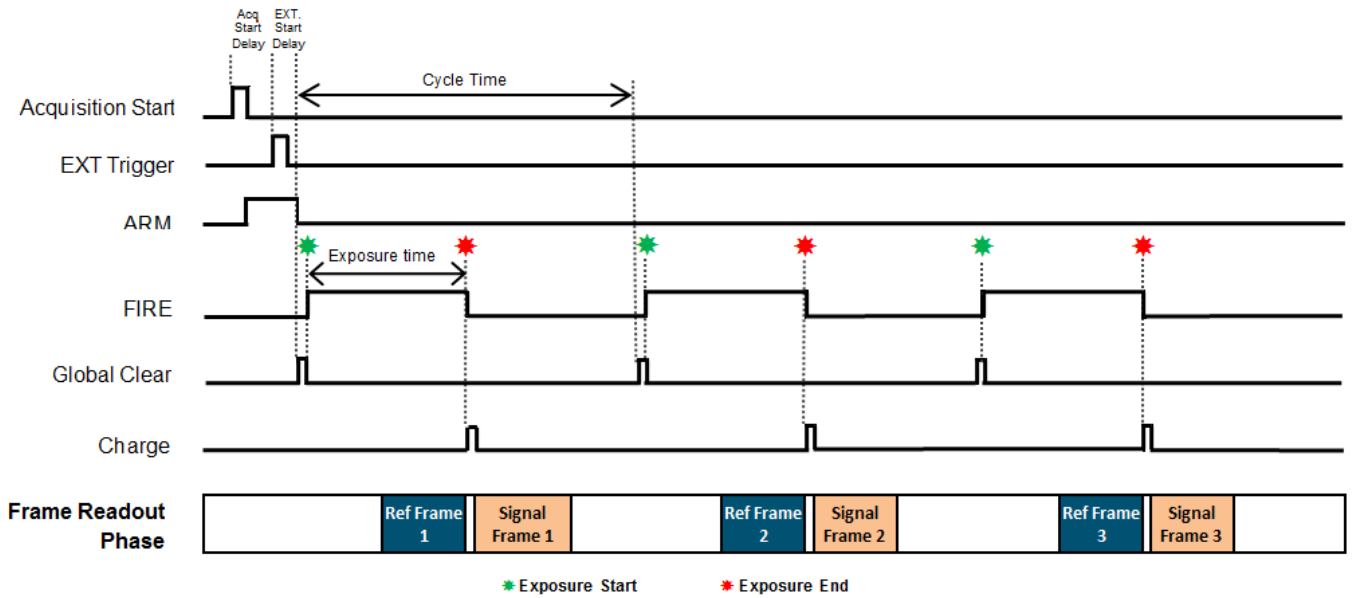 Acq
Start
Delay
EXT.
Start
Delay
Cycle Time
Acquisition Start
EXT Trigger
ARM
Exposure time
FIRE
Global Clear
Charge
Frame Readout
Phase
Ref Frame
1
Signal
Frame 1
Ref Frame
2
Signal
Frame 2
Ref Frame
3
Signal
Frame 3
Exposure Start
Exposure End